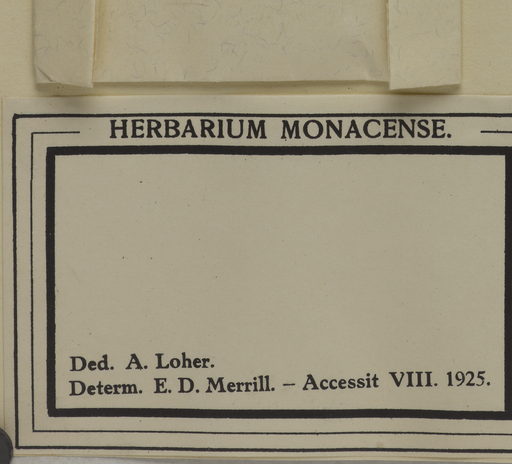 HERBARIUM MONACENSE.
Ded. A. Loher.
Determ. E. D. Merrill. – Accessit VIII. 1925.